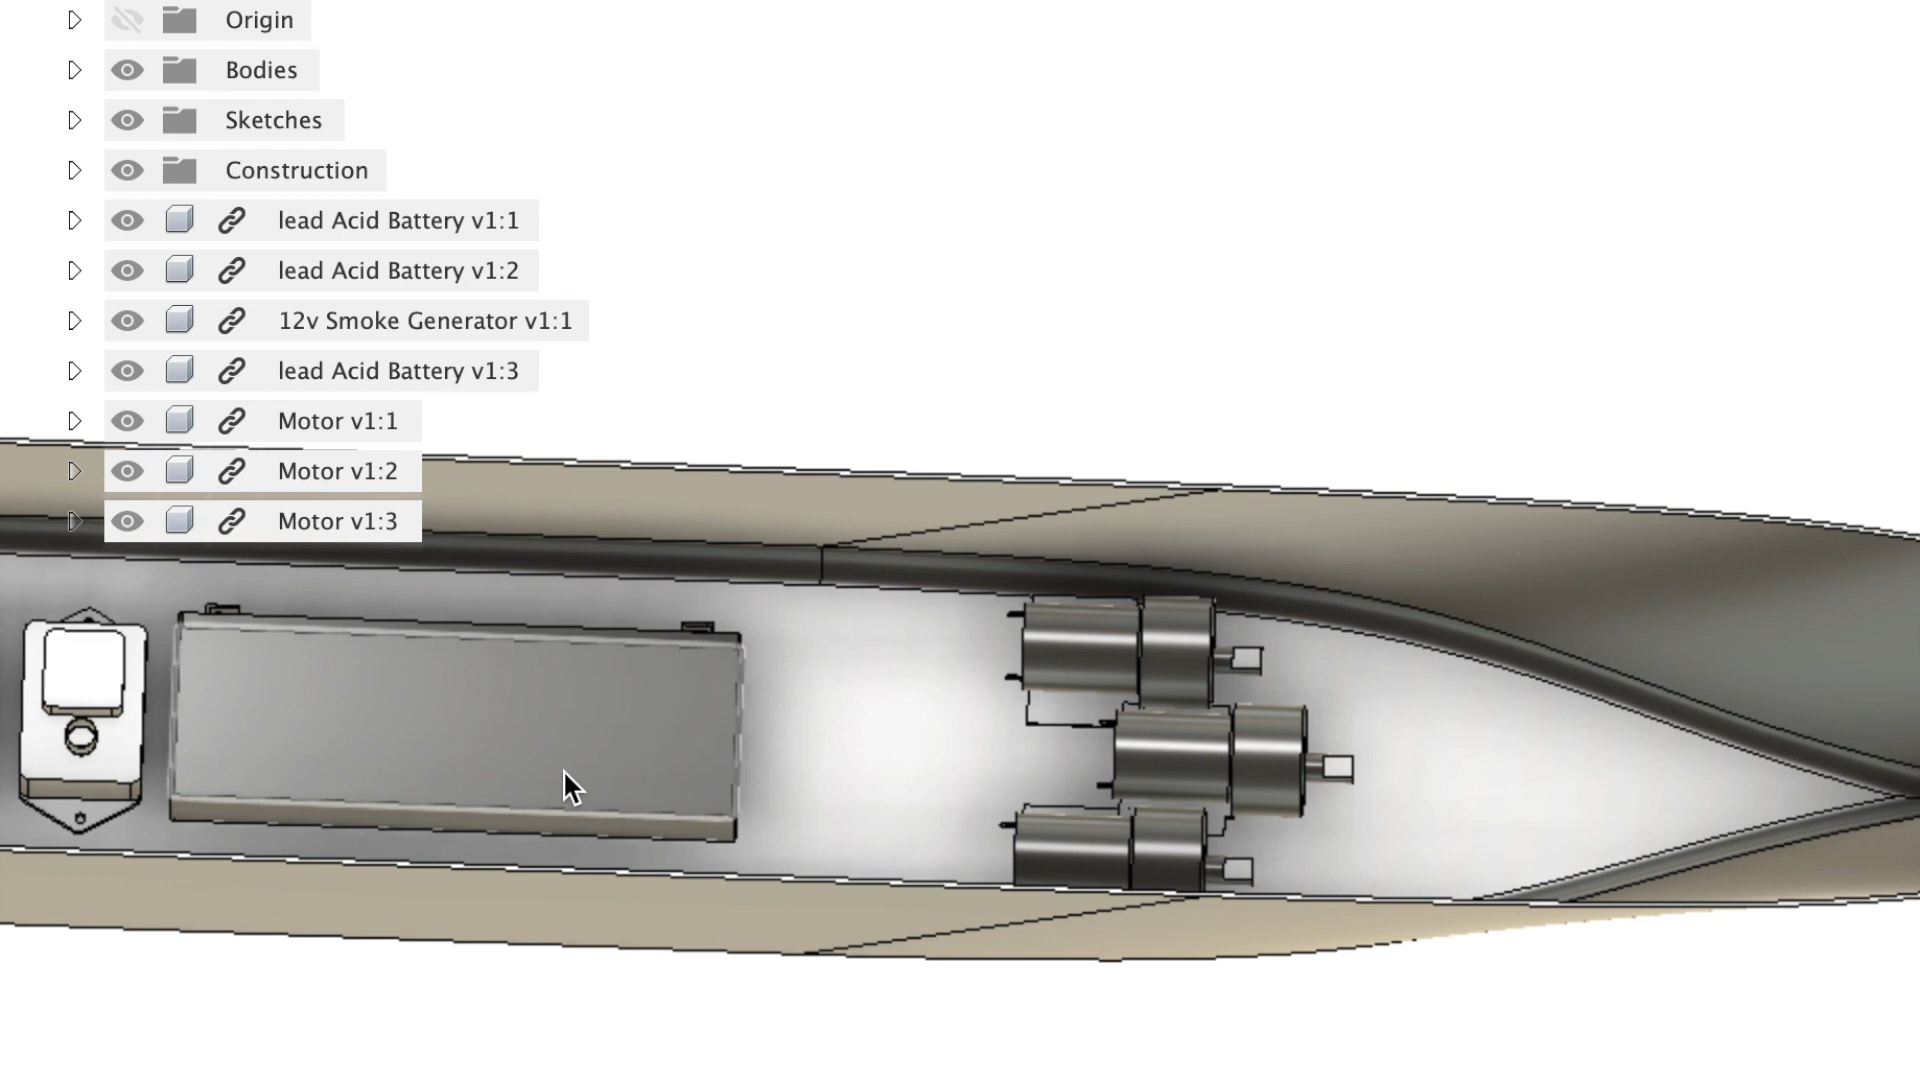 Origin
Bodies
Sketches
Construction
lead Acid Battery v1:1
lead Acid Battery v1:2
12v Smoke Generator v1:1
lead Acid Battery v1:3
Motor v1:1
Motor v1:2
Motor v1:3